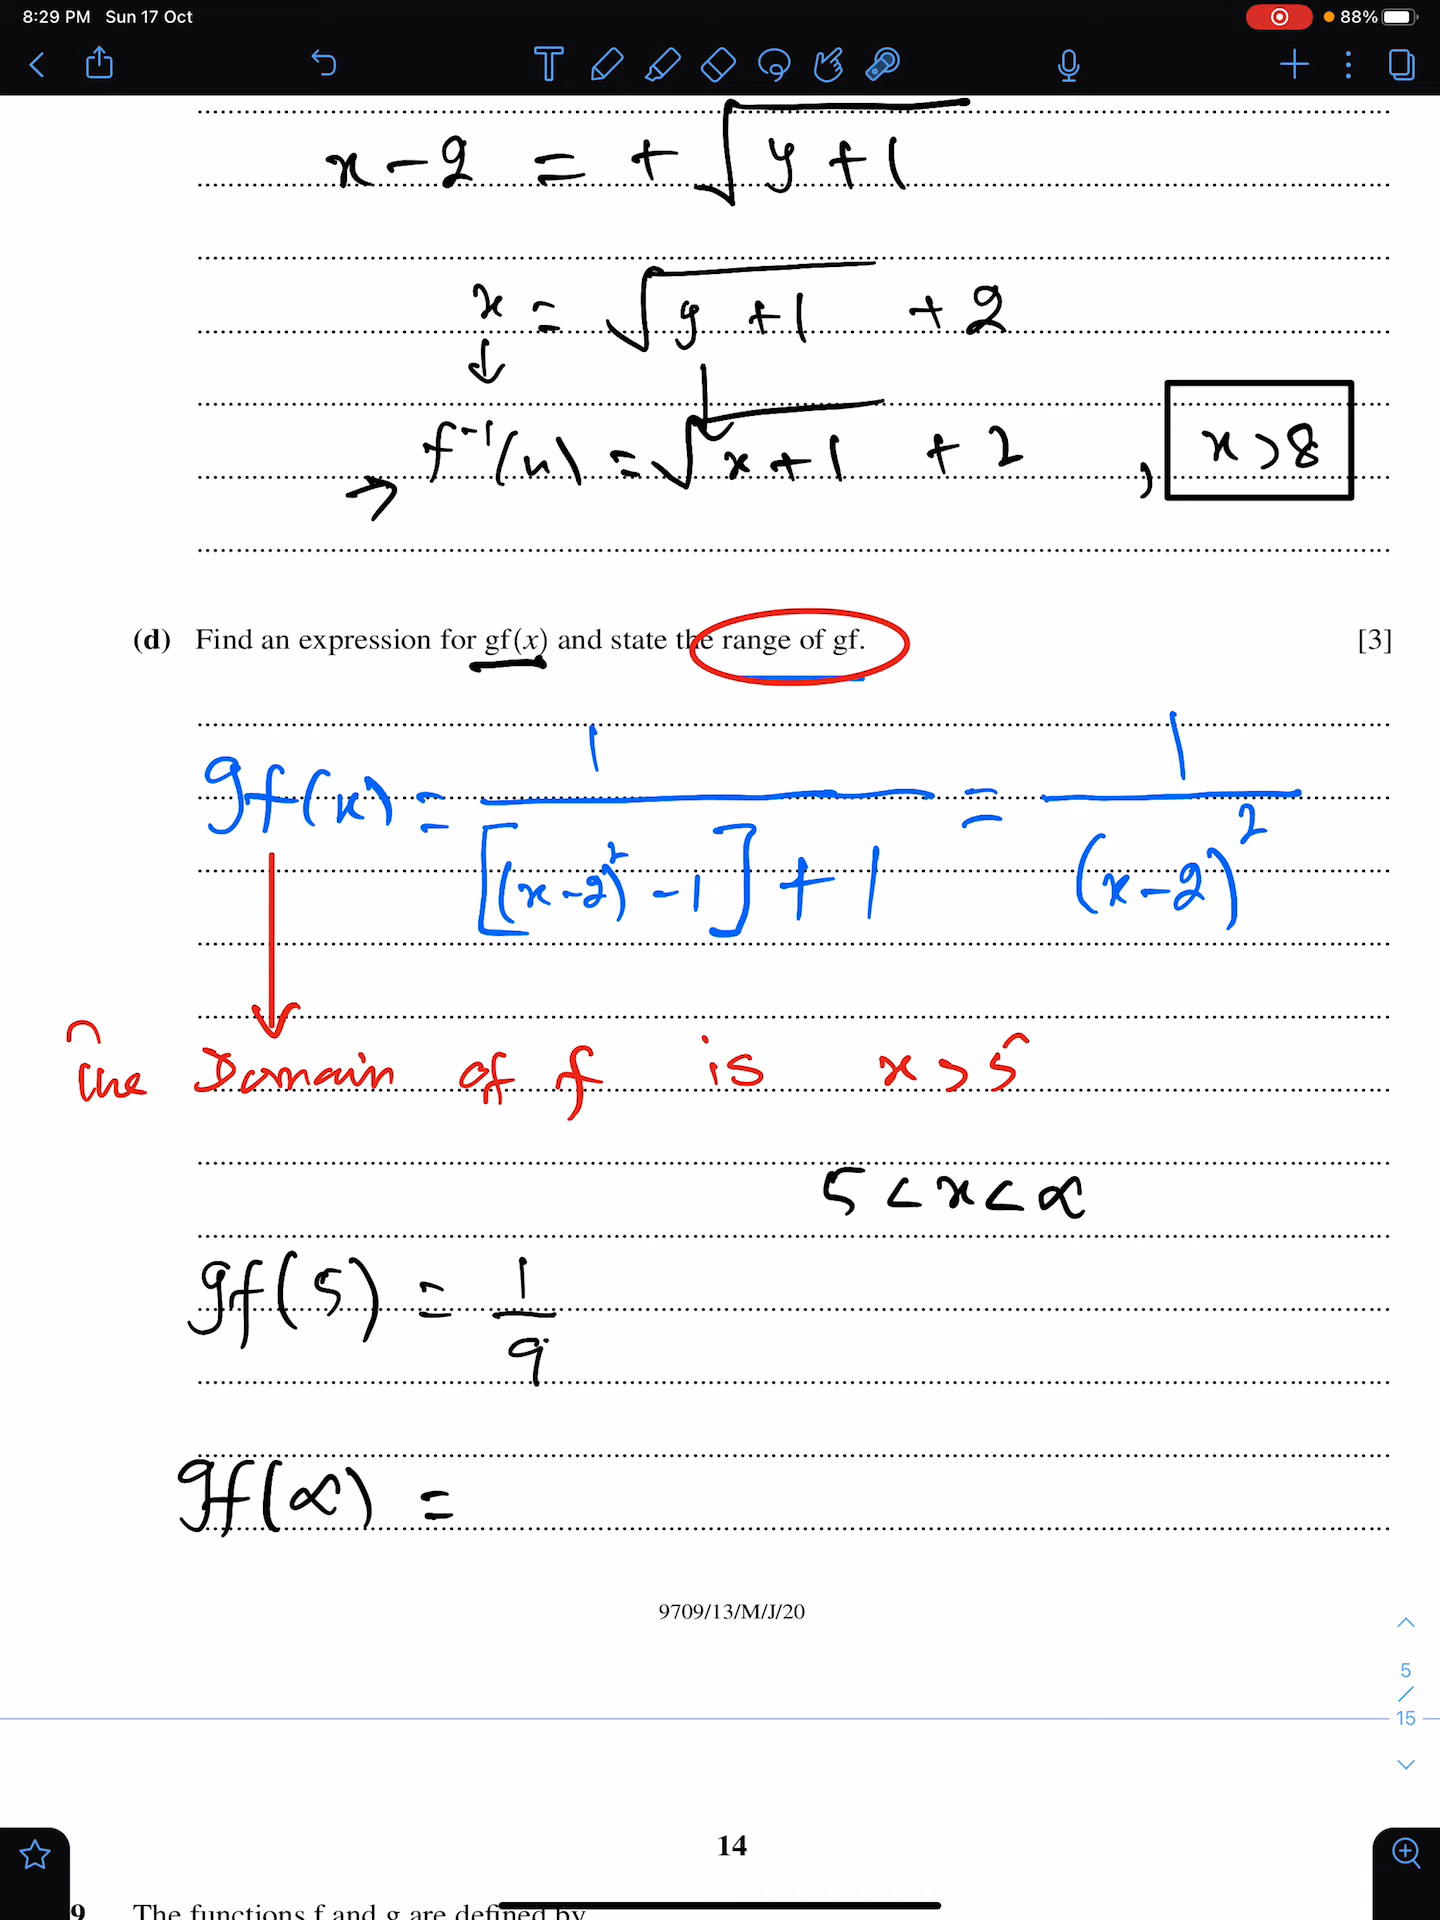 8:29 PM Sun 17 Oct 88%
x - 2 = + √(y + 1)
x = √(y + 1) + 2
f⁻¹(x) = √(x + 1) + 2 , x > 8
(d) Find an expression for gf(x) and state the range of gf. [3]
gf(x) = 1 / ([(x-2)² - 1] + 1) = 1 / (x-2)²
The Domain of f is x > 5
5 < x < ∝
gf(5) = 1/9
gf(∝) =
9709/13/M/J/20
5
/
15
14
9 The functions f and g are defined by